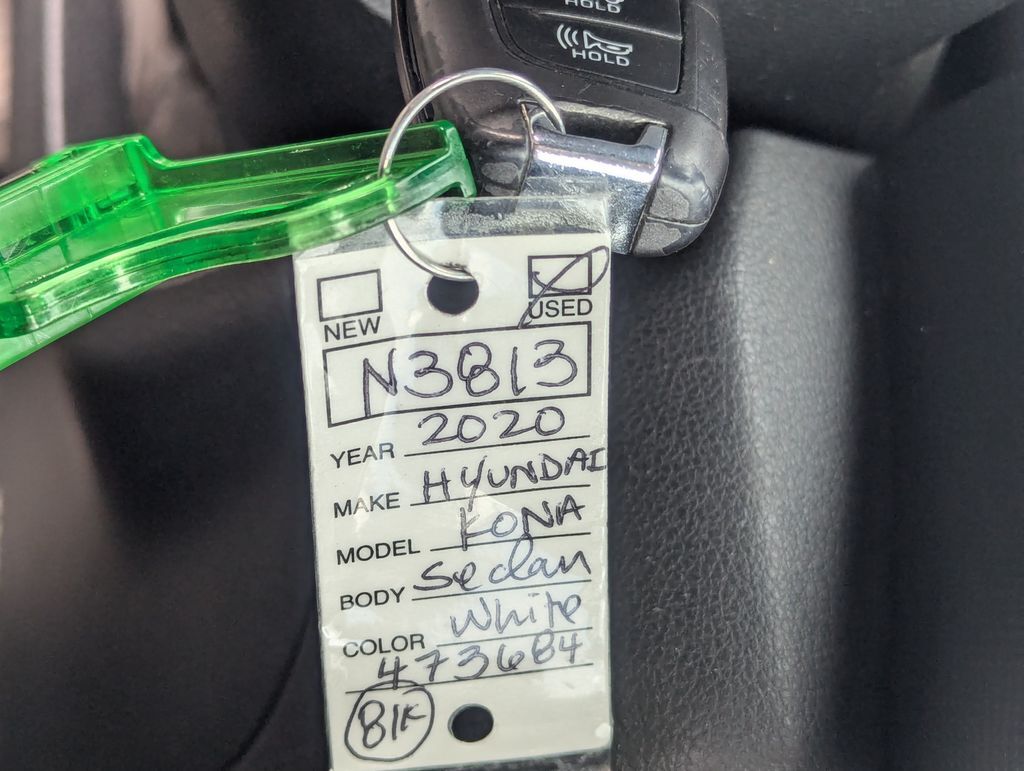 HOLD
HOLD
NEW
USED
N3813
YEAR 2020
MAKE HYUNDAI
MODEL KONA
BODY Sedan
COLOR White
473684
81K